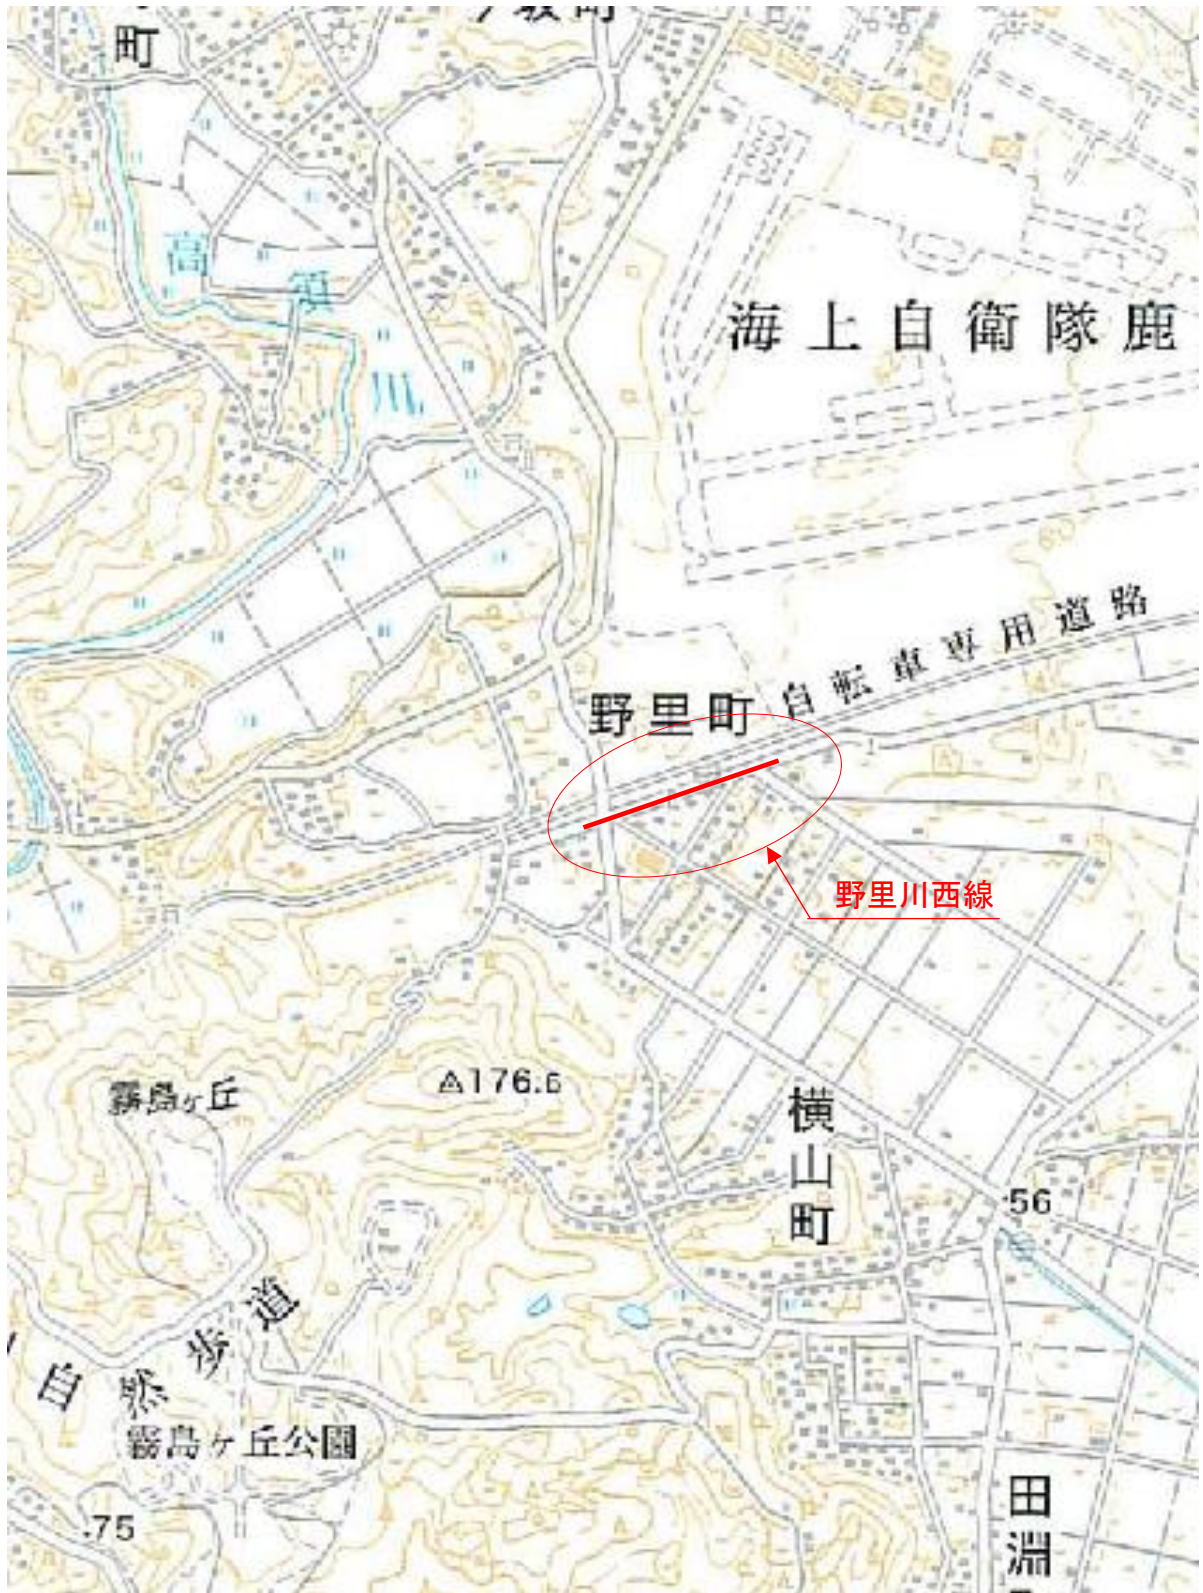 町
高須川
海上自衛隊鹿
自転車専用道路
野里町
野里川西線
霧島ヶ丘
176.6
横山町
56
自然歩道
霧島ヶ丘公園
75
田淵